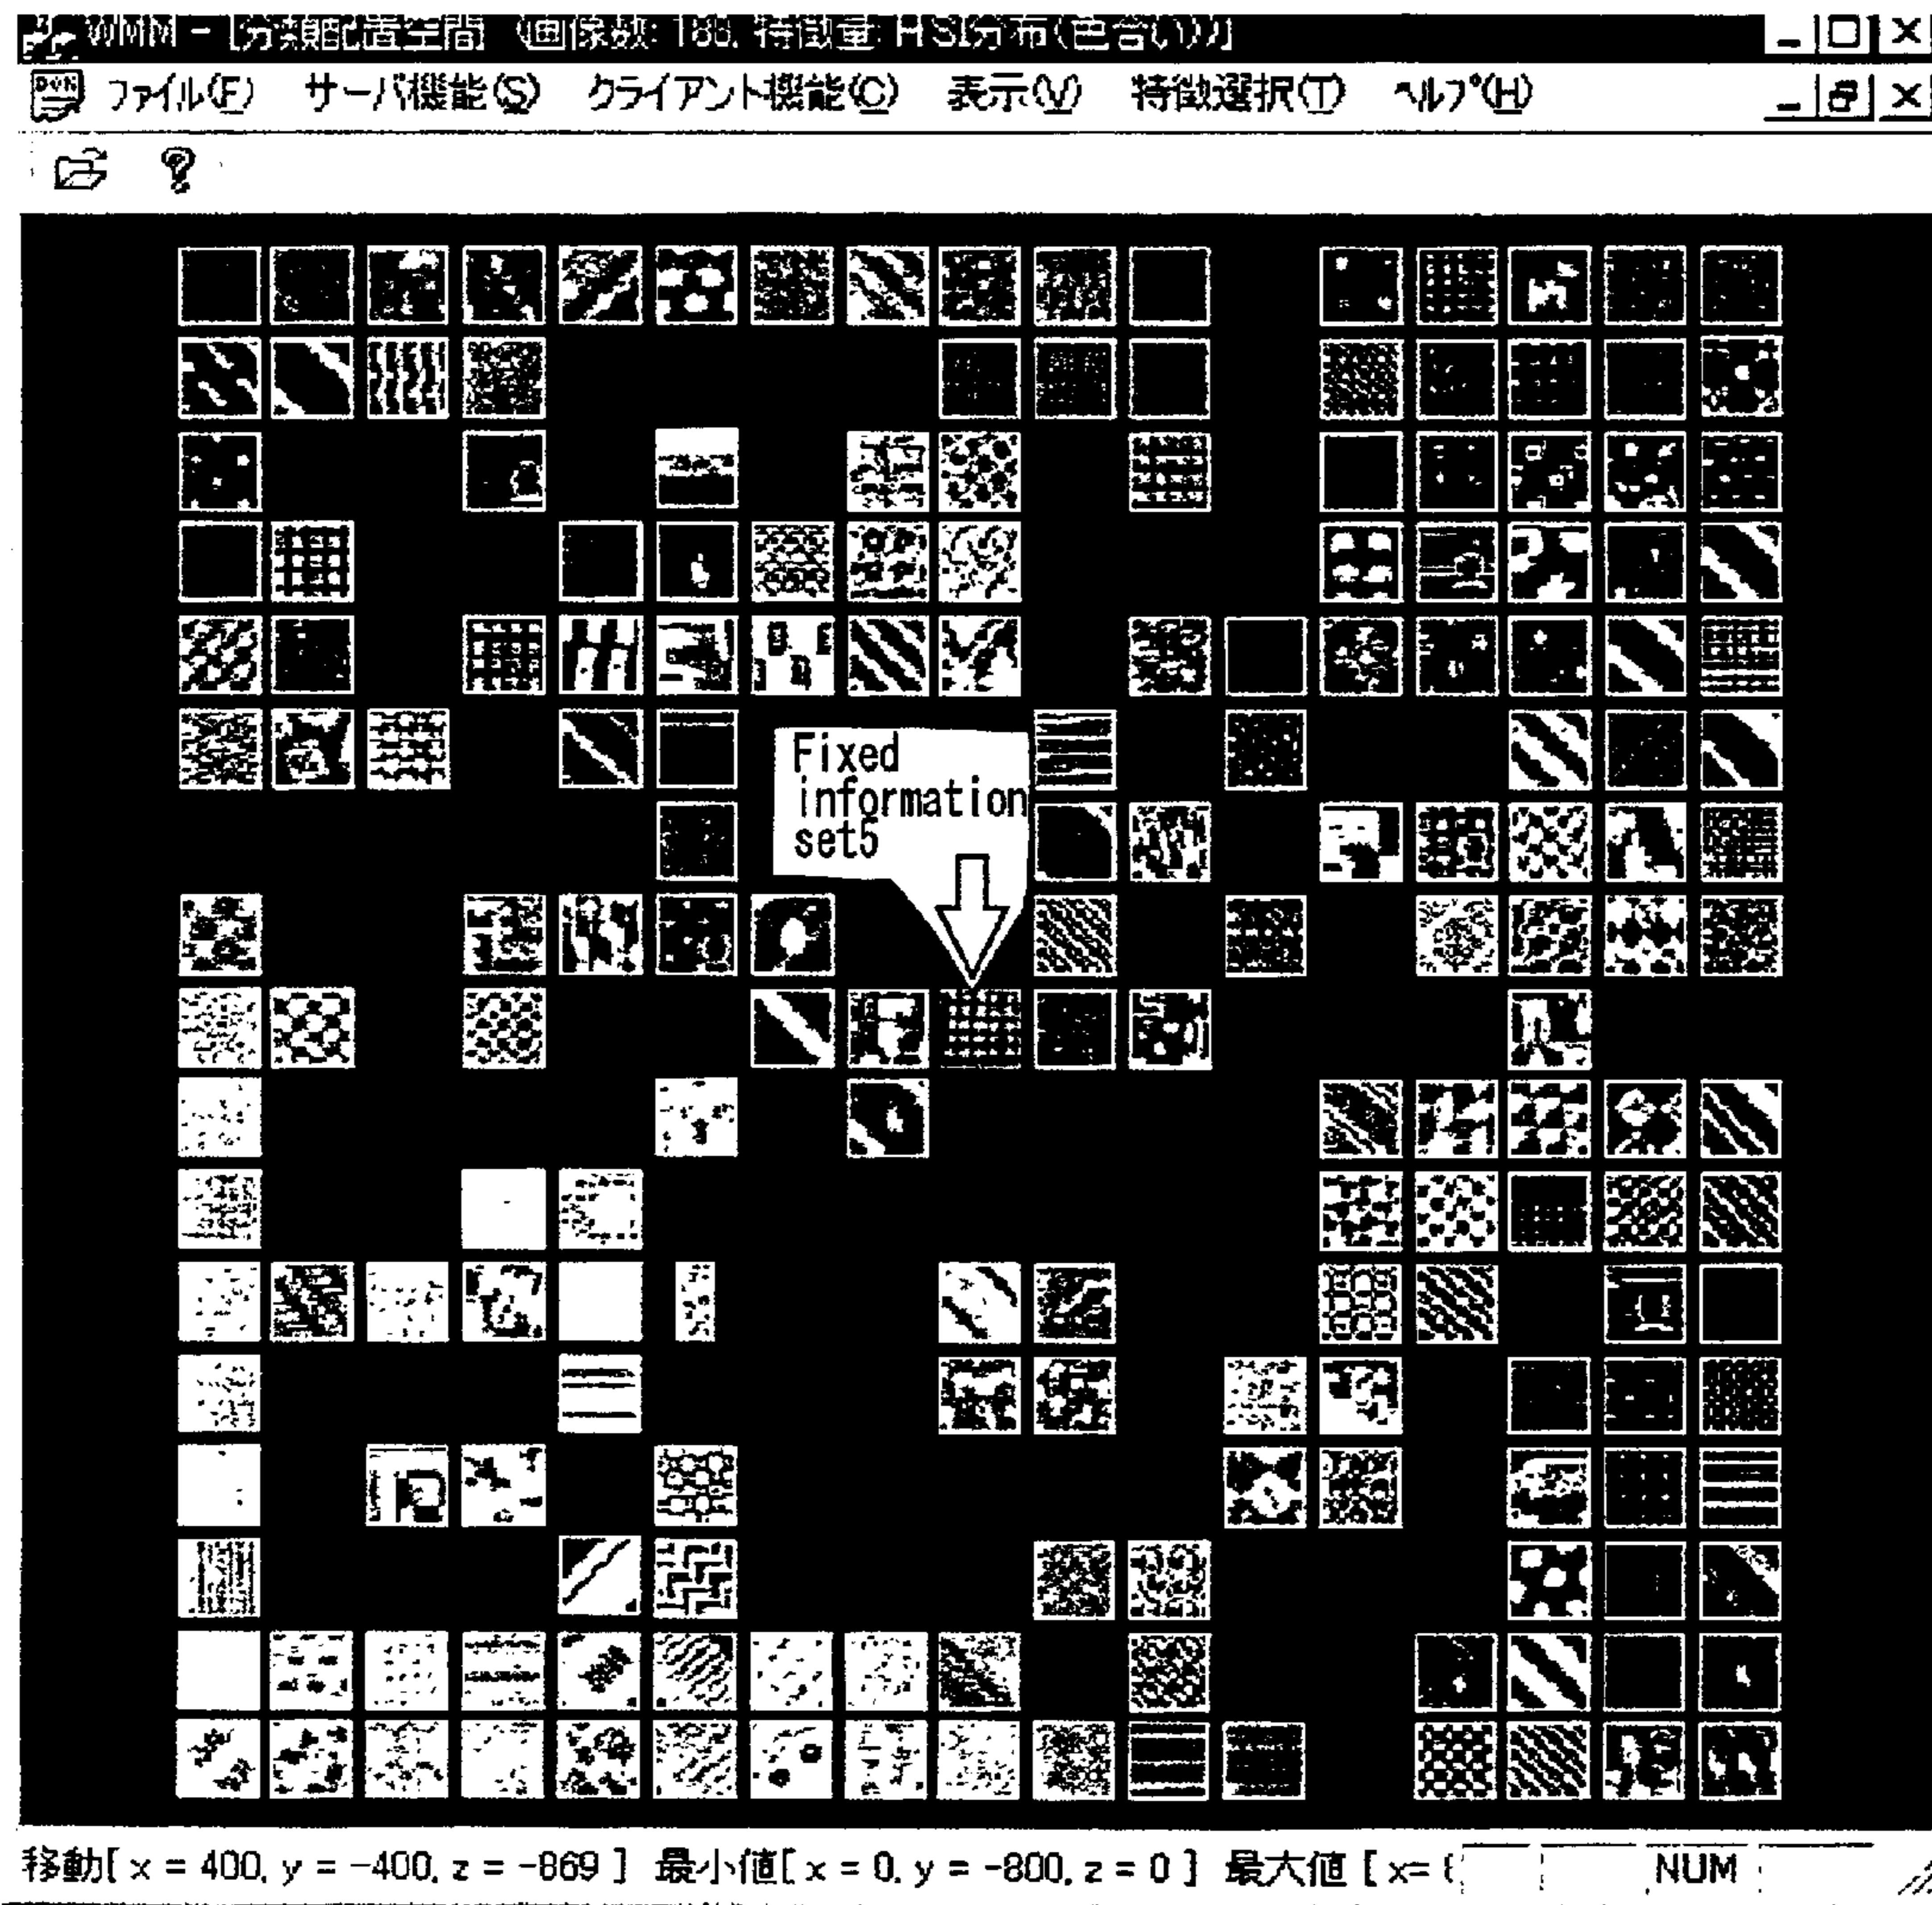 WMM - [分類配置空間 (画像数: 188, 特徴量: HSI分布(色合い))]
ファイル(F) サーバ機能(S) クライアント機能(C) 表示(V) 特徴選択(T) ヘルプ(H)
Fixed
information
set5
移動[ x = 400, y = -400, z = -869 ] 最小値[ x = 0, y = -800, z = 0 ] 最大値 [ x= NUM